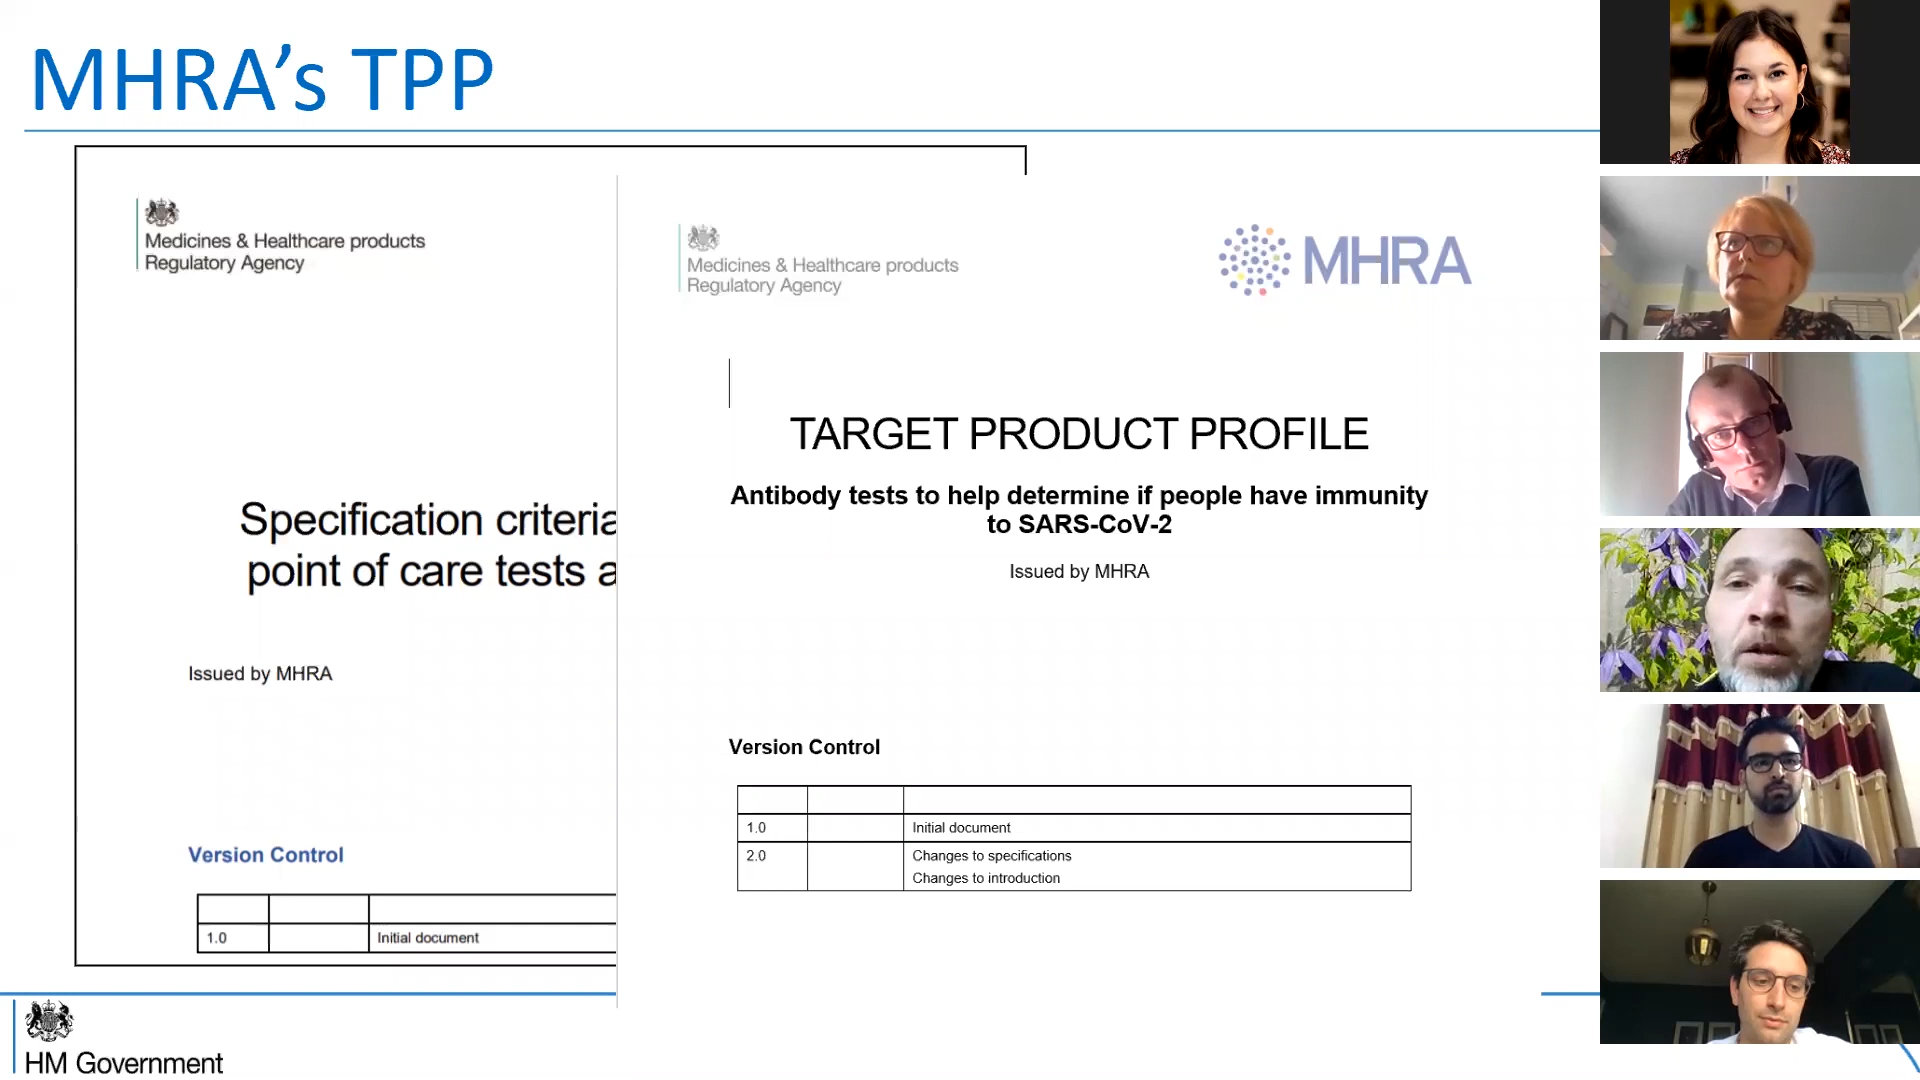 MHRA's TPP
Medicines & Healthcare products
Regulatory Agency
Specification criteria
point of care tests a
Issued by MHRA
Version Control
1.0 Initial document
Medicines & Healthcare products
Regulatory Agency
MHRA
TARGET PRODUCT PROFILE
Antibody tests to help determine if people have immunity
to SARS-CoV-2
Issued by MHRA
Version Control
1.0 Initial document
2.0 Changes to specifications
Changes to introduction
HM Government